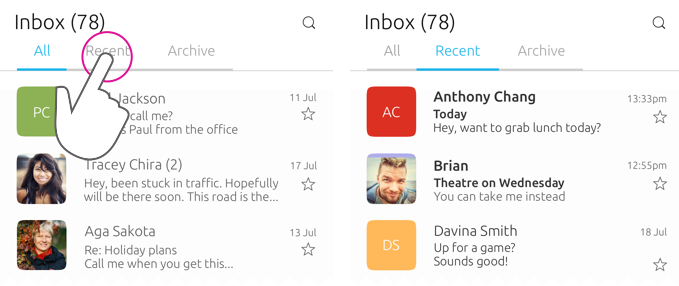 Inbox (78)
All Recent Archive
PC
Jackson
11 Jul
call me?
Paul from the office
Tracey Chira (2)
17 Jul
Hey, been stuck in traffic. Hopefully
will be there soon. This road is the...
Aga Sakota
13 Jul
Re: Holiday plans
Call me when you get this...
Inbox (78)
All Recent Archive
AC
Anthony Chang
13:33pm
Today
Hey, want to grab lunch today?
Brian
12:55pm
Theatre on Wednesday
You can take me instead
DS
Davina Smith
18 Jul
Up for a game?
Sounds good!